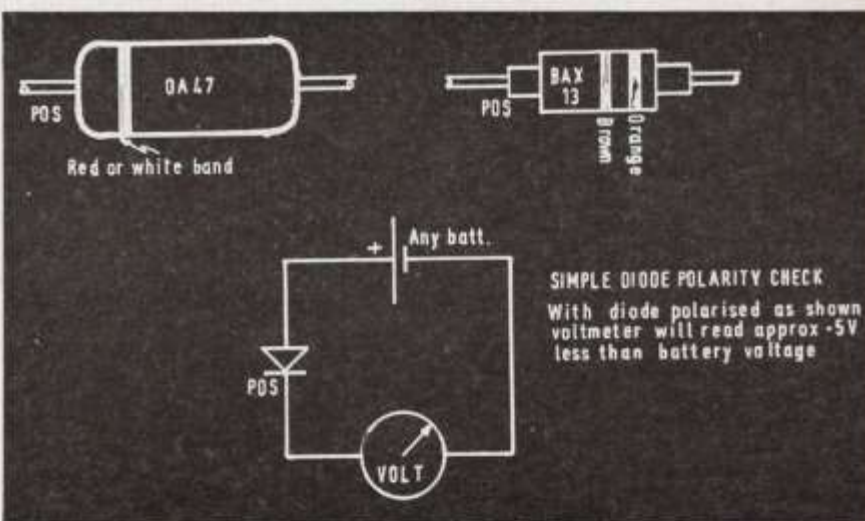 OA47
POS
Red or white band
BAX
13
POS
Brown
Orange
+
Any batt.
POS
VOLT
SIMPLE DIODE POLARITY CHECK
With diode polarised as shown
voltmeter will read approx ·5V
less than battery voltage